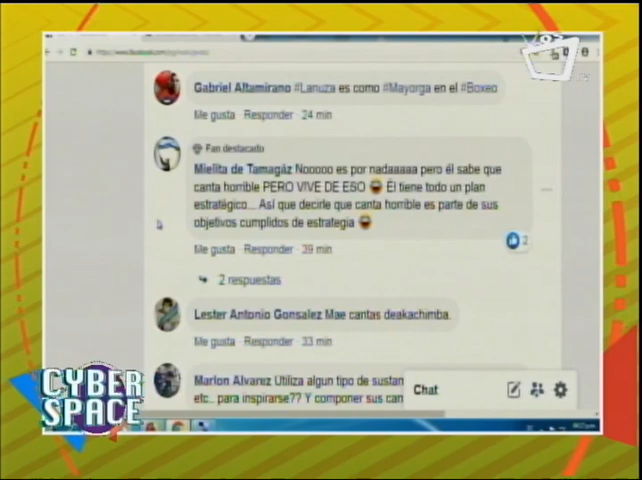 Gabriel Altamirano #Lanuza es como #Mayorga en el #Boxeo
Me gusta · Responder · 24 min
Fan destacado
Mielita de Tamagáz Nooooo es por nadaaaaa pero él sabe que
canta horrible PERO VIVE DE ESO Él tiene todo un plan
estratégico... Así que decirle que canta horrible es parte de sus
objetivos cumplidos de estrategia
2
Me gusta · Responder · 39 min
2 respuestas
Lester Antonio Gonsalez Mae cantas deakachimba.
Me gusta · Responder · 33 min
Marlon Alvarez Utiliza algun tipo de sustan
etc.. para inspirarse?? Y componer sus can
Chat
CYBER
SPACE